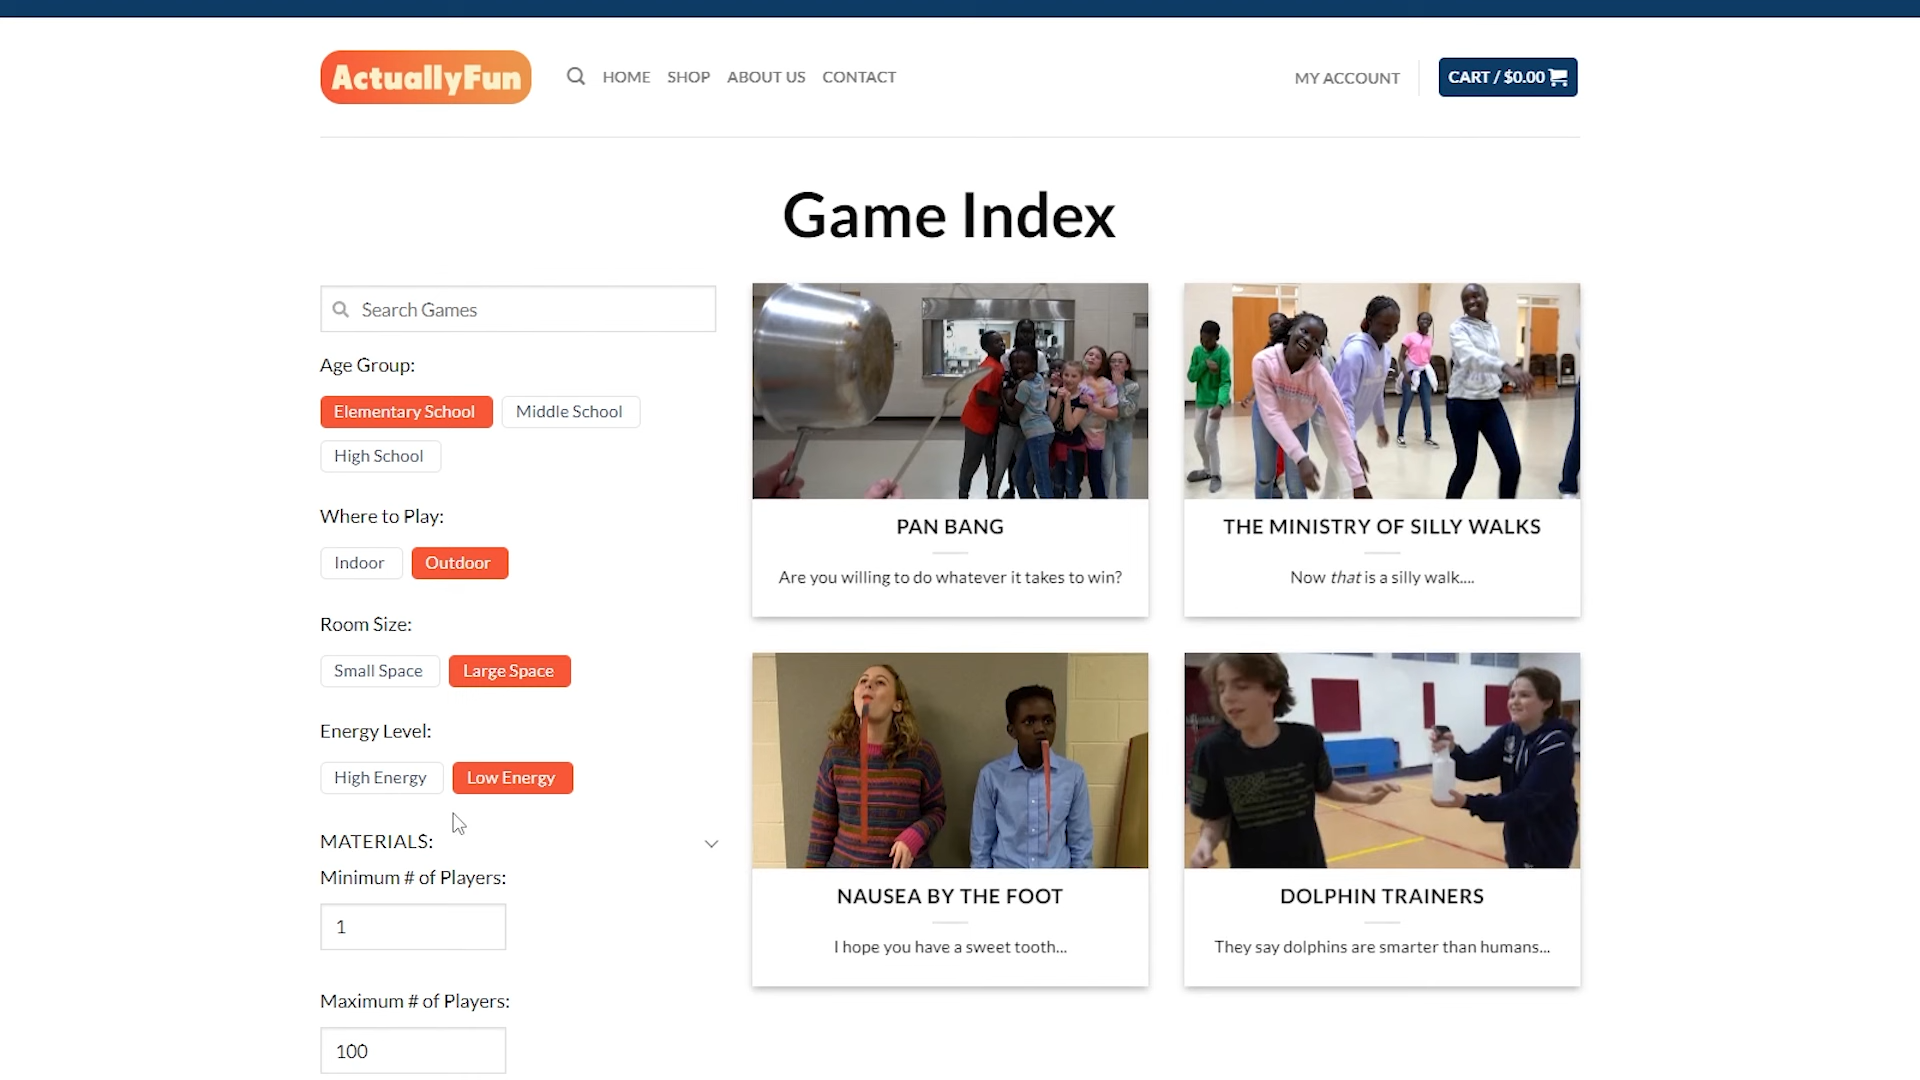 ActuallyFun
HOME
SHOP
ABOUT US
CONTACT
MY ACCOUNT
CART / $0.00
Game Index
Search Games
Age Group:
Elementary School
Middle School
High School
Where to Play:
Indoor
Outdoor
Room Size:
Small Space
Large Space
Energy Level:
High Energy
Low Energy
MATERIALS:
Minimum # of Players:
1
Maximum # of Players:
100
PAN BANG
Are you willing to do whatever it takes to win?
THE MINISTRY OF SILLY WALKS
Now that is a silly walk....
NAUSEA BY THE FOOT
I hope you have a sweet tooth...
DOLPHIN TRAINERS
They say dolphins are smarter than humans...